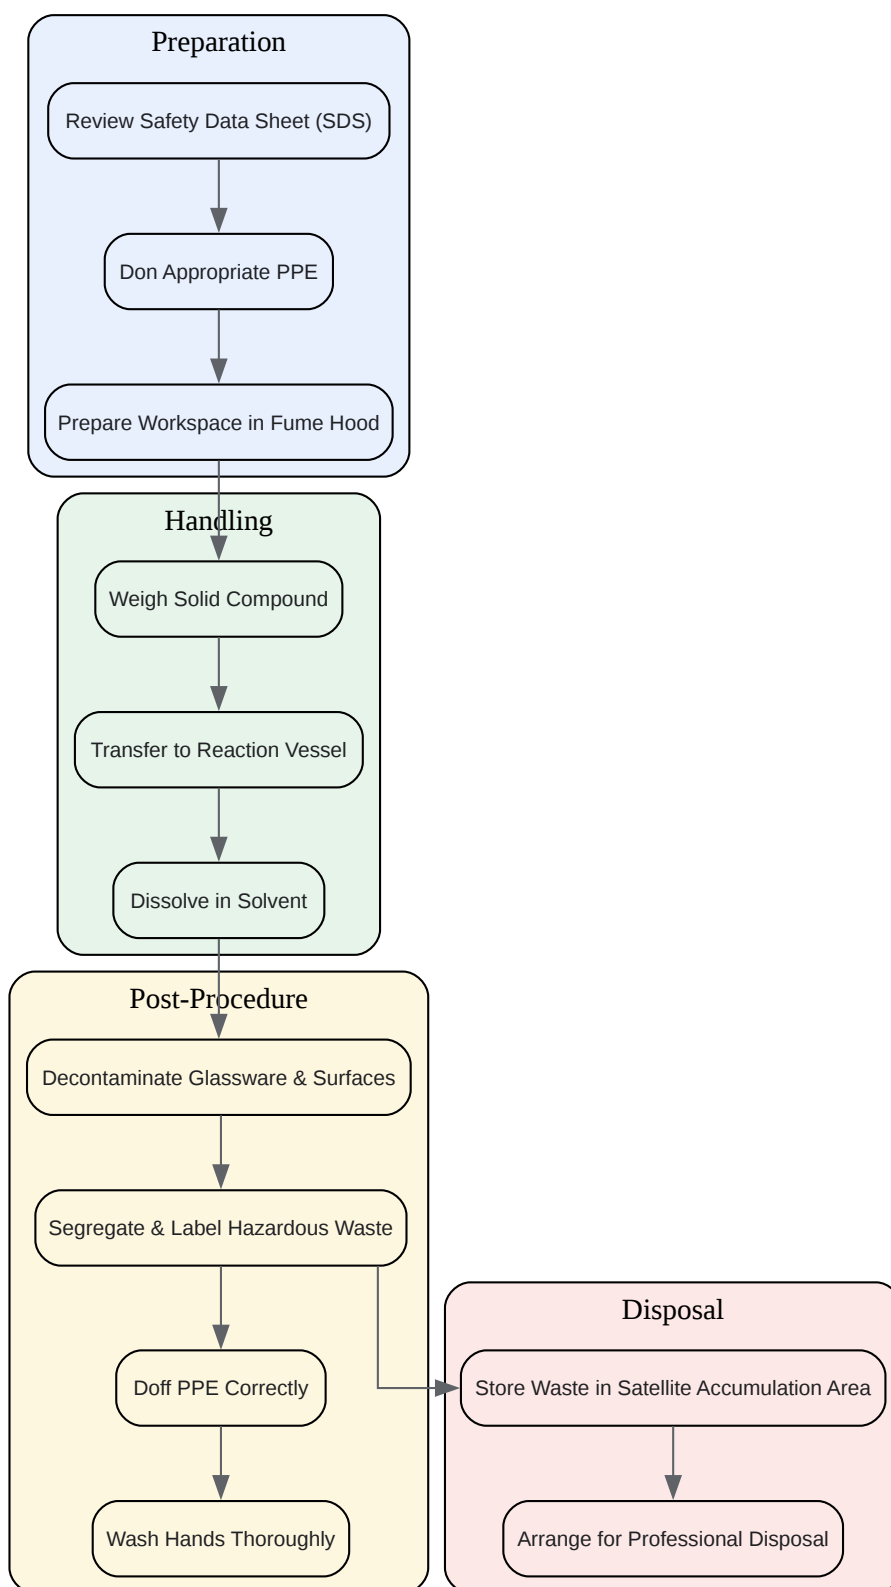 Preparation
Review Safety Data Sheet (SDS)
Don Appropriate PPE
Prepare Workspace in Fume Hood
Handling
Weigh Solid Compound
Transfer to Reaction Vessel
Dissolve in Solvent
Post-Procedure
Decontaminate Glassware & Surfaces
Segregate & Label Hazardous Waste
Doff PPE Correctly
Wash Hands Thoroughly
Disposal
Store Waste in Satellite Accumulation Area
Arrange for Professional Disposal